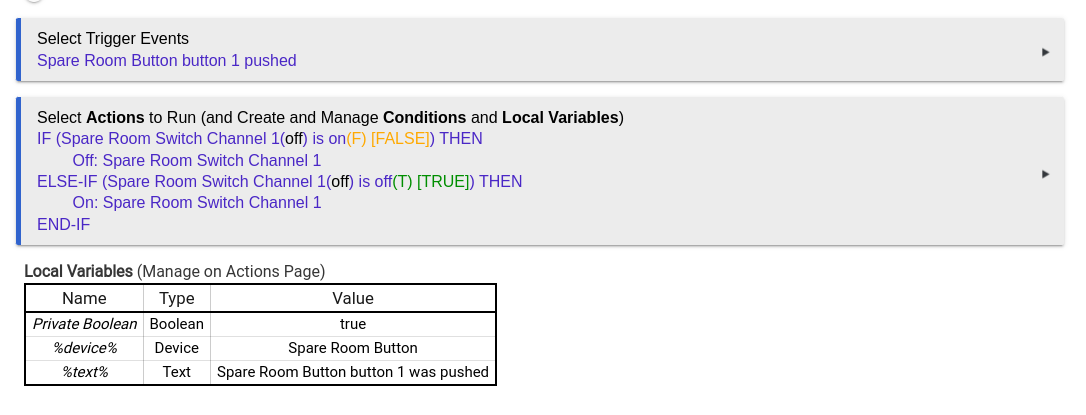 Select Trigger Events
Spare Room Button button 1 pushed
Select Actions to Run (and Create and Manage Conditions and Local Variables)
IF (Spare Room Switch Channel 1(off) is on(F) [FALSE]) THEN
Off: Spare Room Switch Channel 1
ELSE-IF (Spare Room Switch Channel 1(off) is off(T) [TRUE]) THEN
On: Spare Room Switch Channel 1
END-IF
Local Variables (Manage on Actions Page)
Name Type Value
Private Boolean Boolean true
%device% Device Spare Room Button
%text% Text Spare Room Button button 1 was pushed